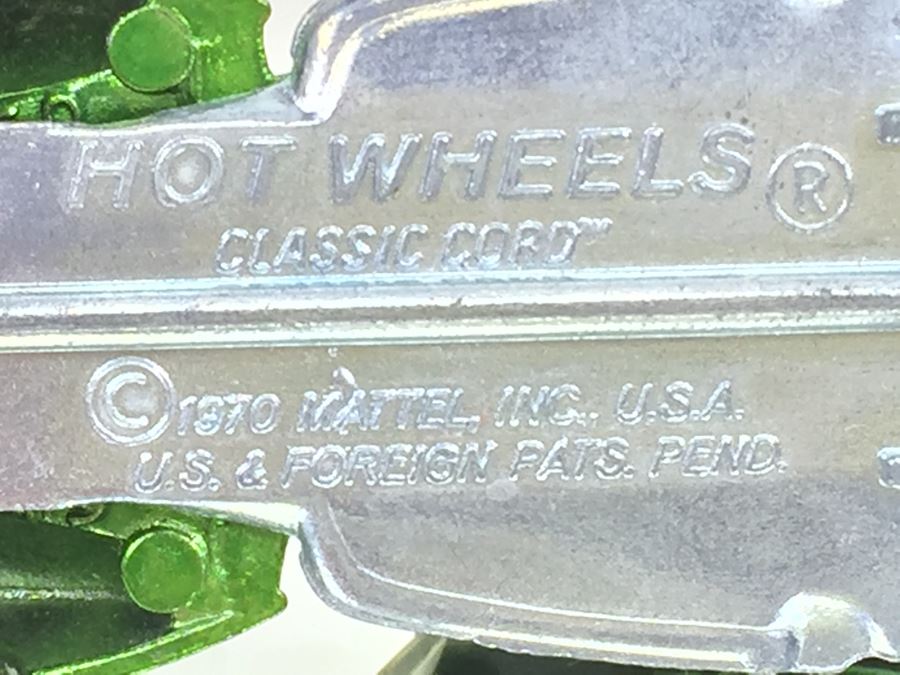 HOT WHEELS®
CLASSIC CORD™
© 1970 MATTEL, INC., U.S.A.
U.S. & FOREIGN PATS. PEND.